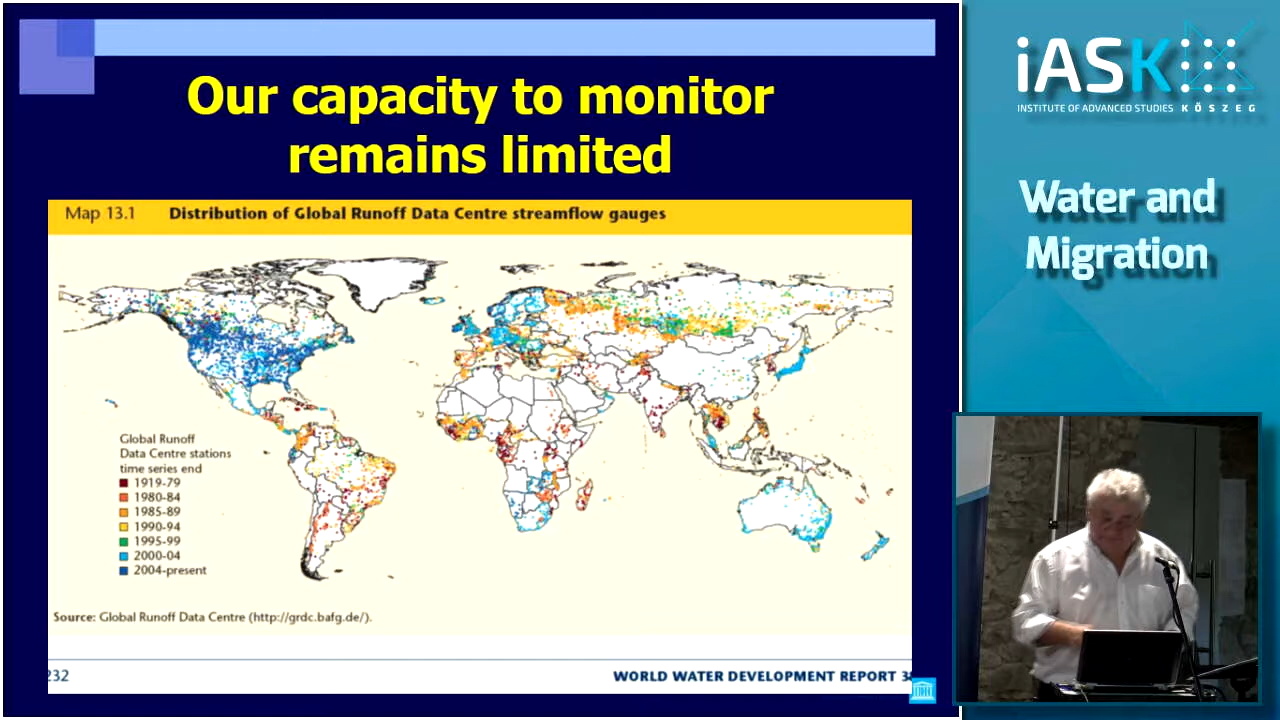 Our capacity to monitor
remains limited
Map 13.1 Distribution of Global Runoff Data Centre streamflow gauges
Global Runoff
Data Centre stations
time series end
1919-79
1980-84
1985-89
1990-94
1995-99
2000-04
2004-present
Source: Global Runoff Data Centre (http://grdc.bafg.de/).
232
WORLD WATER DEVELOPMENT REPORT 3
iASK
INSTITUTE OF ADVANCED STUDIES KŐSZEG
Water and
Migration